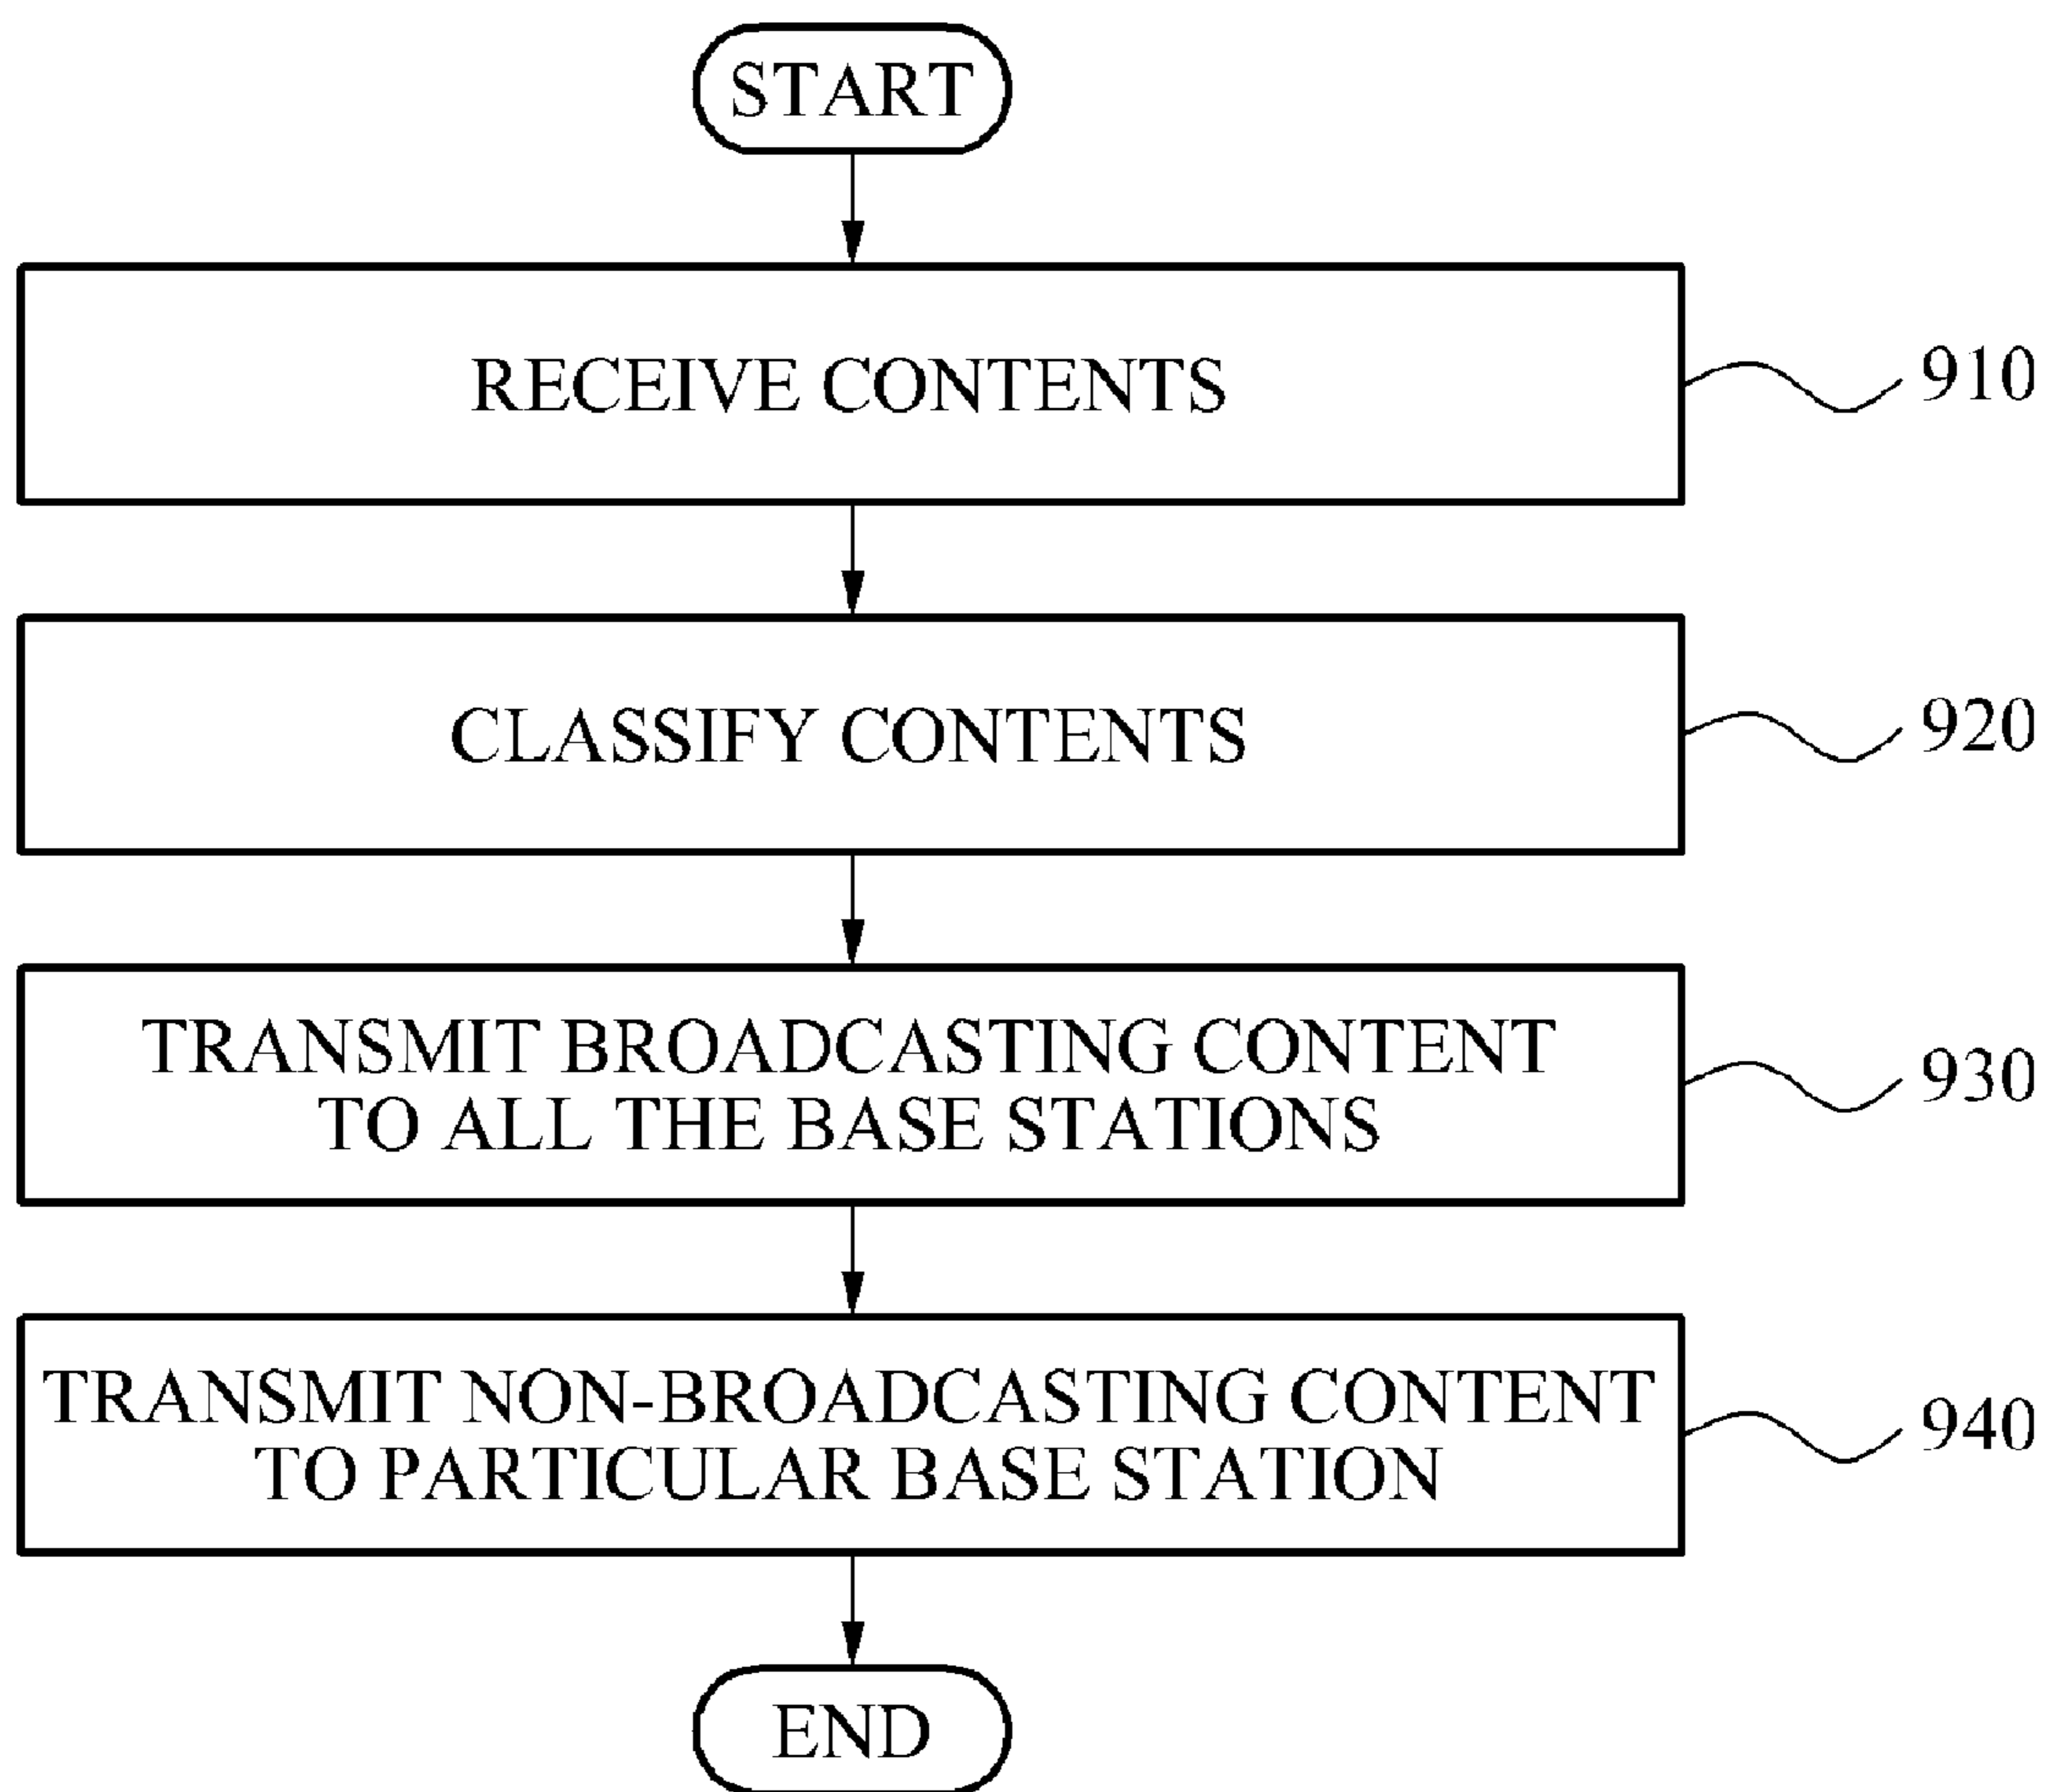 START
RECEIVE CONTENTS
910
CLASSIFY CONTENTS
920
TRANSMIT BROADCASTING CONTENT
TO ALL THE BASE STATIONS
930
TRANSMIT NON-BROADCASTING CONTENT
TO PARTICULAR BASE STATION
940
END